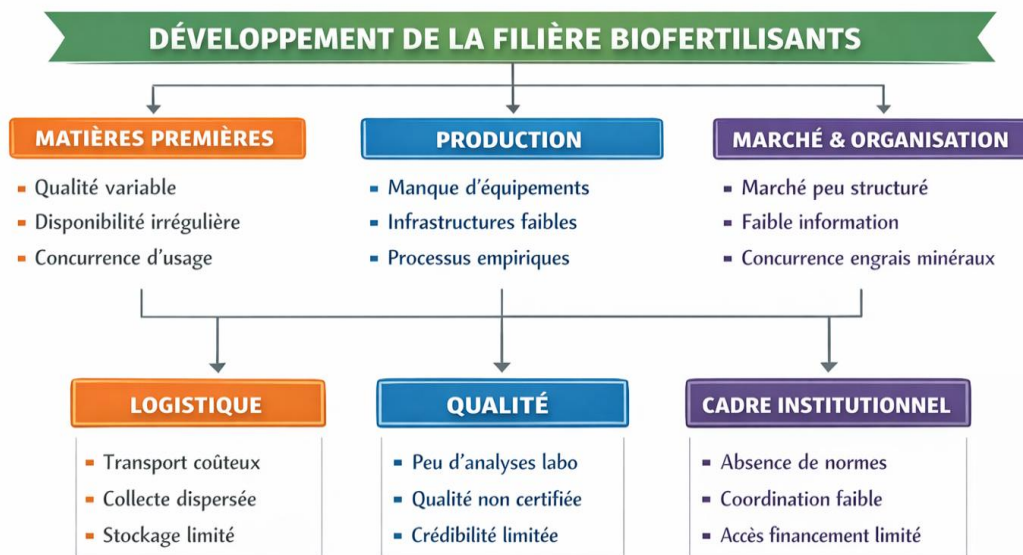 DÉVELOPPEMENT DE LA FILIÈRE BIOFERTILISANTS
MATIÈRES PREMIÈRES
Qualité variable
Disponibilité irrégulière
Concurrence d'usage
PRODUCTION
Manque d'équipements
Infrastructures faibles
Processus empiriques
MARCHÉ & ORGANISATION
Marché peu structuré
Faible information
Concurrence engrais minéraux
LOGISTIQUE
Transport coûteux
Collecte dispersée
Stockage limité
QUALITÉ
Peu d'analyses labo
Qualité non certifiée
Crédibilité limitée
CADRE INSTITUTIONNEL
Absence de normes
Coordination faible
Accès financement limité